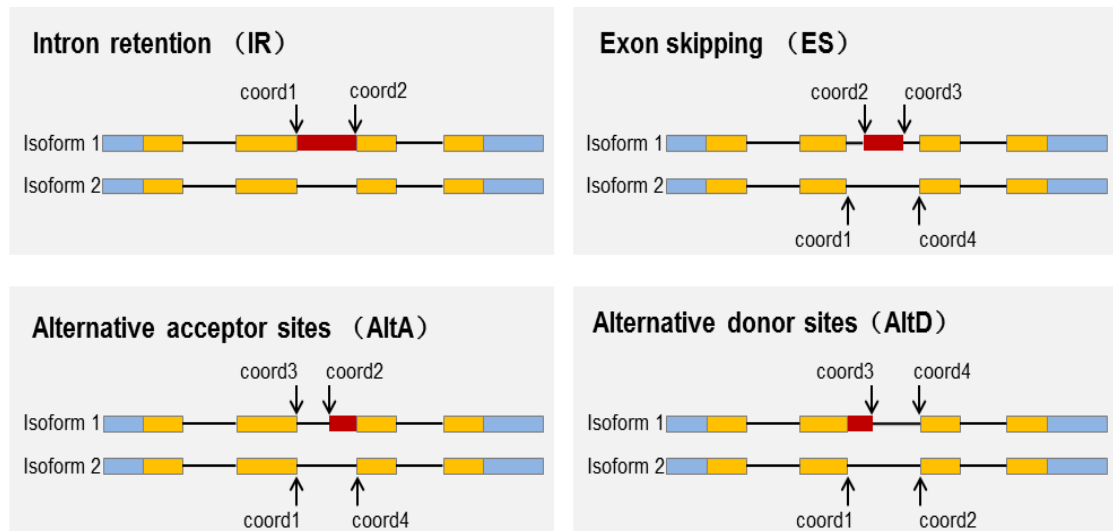 Intron retention （IR）
coord1 coord2
Isoform 1
Isoform 2
Exon skipping （ES）
coord2 coord3
Isoform 1
Isoform 2
coord1 coord4
Alternative acceptor sites （AltA）
coord3 coord2
Isoform 1
Isoform 2
coord1 coord4
Alternative donor sites（AltD）
coord3 coord4
Isoform 1
Isoform 2
coord1 coord2